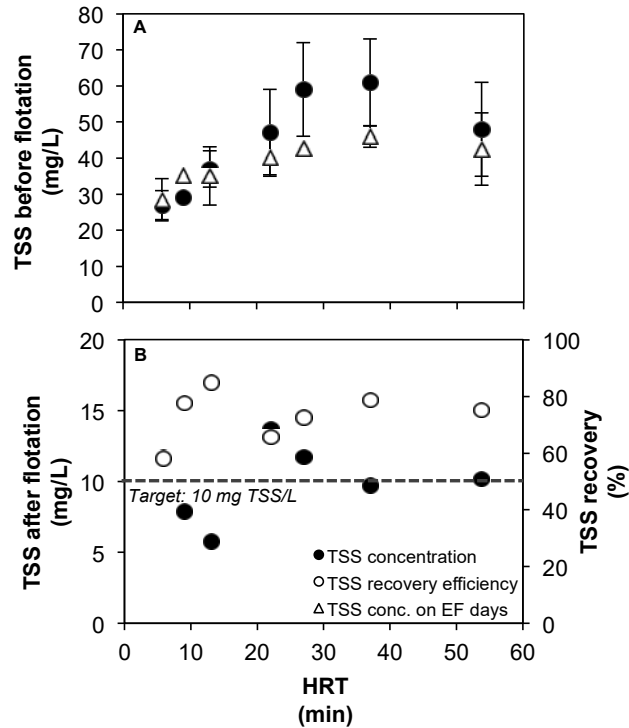 TSS before flotation
(mg/L)
80
70
60
50
40
30
20
10
0
A
TSS after flotation
(mg/L)
20
15
10
5
0
B
Target: 10 mg TSS/L
TSS concentration
TSS recovery efficiency
TSS conc. on EF days
100
80
60
40
20
0
TSS recovery
(%)
0 10 20 30 40 50 60
HRT
(min)